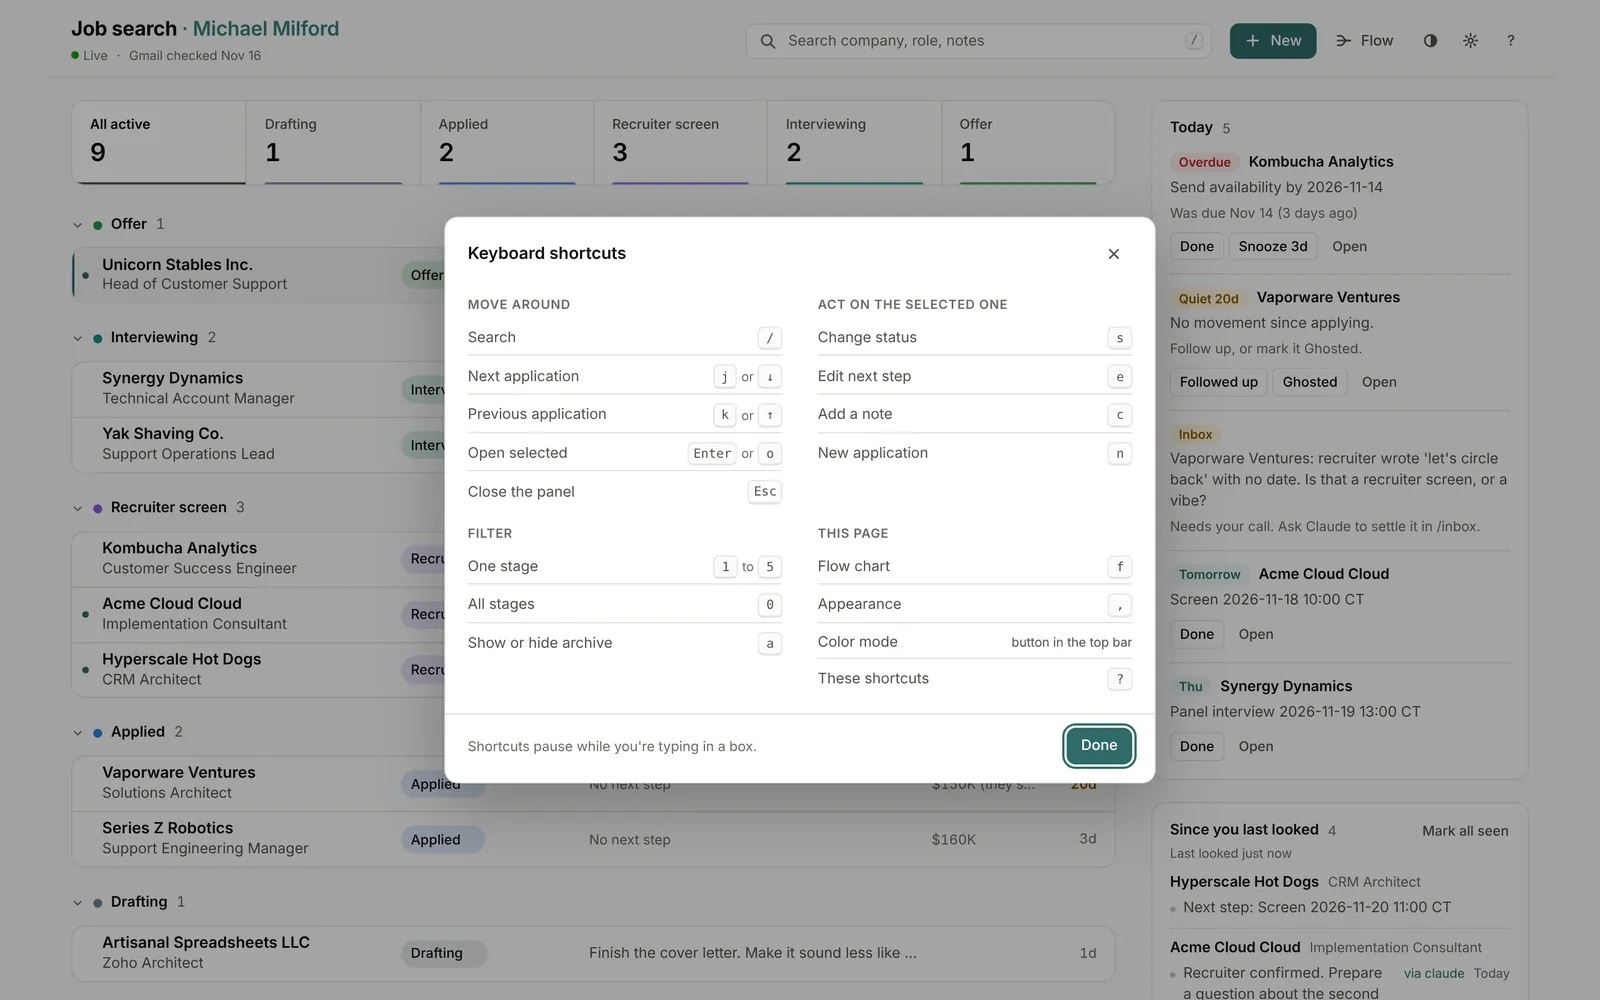 Job search · Michael Milford
Live · Gmail checked Nov 16
Search company, role, notes /
+ New
Flow
?
All active
9
Drafting
1
Applied
2
Recruiter screen
3
Interviewing
2
Offer
1
Offer 1
Unicorn Stables Inc.
Head of Customer Support
Offer
Interviewing 2
Synergy Dynamics
Technical Account Manager
Interv
Yak Shaving Co.
Support Operations Lead
Interv
Recruiter screen 3
Kombucha Analytics
Customer Success Engineer
Recru
Acme Cloud Cloud
Implementation Consultant
Recru
Hyperscale Hot Dogs
CRM Architect
Recru
Applied 2
Vaporware Ventures
Solutions Architect
Applied
No next step
$150K (they s...
20d
Series Z Robotics
Support Engineering Manager
Applied
No next step
$160K
3d
Drafting 1
Artisanal Spreadsheets LLC
Zoho Architect
Drafting
Finish the cover letter. Make it sound less like ...
1d
Keyboard shortcuts
MOVE AROUND
Search /
Next application j or ↓
Previous application k or ↑
Open selected Enter or o
Close the panel Esc
ACT ON THE SELECTED ONE
Change status s
Edit next step e
Add a note c
New application n
FILTER
One stage 1 to 5
All stages 0
Show or hide archive a
THIS PAGE
Flow chart f
Appearance ,
Color mode button in the top bar
These shortcuts ?
Shortcuts pause while you're typing in a box.
Done
Today 5
Overdue Kombucha Analytics
Send availability by 2026-11-14
Was due Nov 14 (3 days ago)
Done Snooze 3d Open
Quiet 20d Vaporware Ventures
No movement since applying.
Follow up, or mark it Ghosted.
Followed up Ghosted Open
Inbox
Vaporware Ventures: recruiter wrote 'let's circle
back' with no date. Is that a recruiter screen, or a
vibe?
Needs your call. Ask Claude to settle it in /inbox.
Tomorrow Acme Cloud Cloud
Screen 2026-11-18 10:00 CT
Done Open
Thu Synergy Dynamics
Panel interview 2026-11-19 13:00 CT
Done Open
Since you last looked 4 Mark all seen
Last looked just now
Hyperscale Hot Dogs CRM Architect
Next step: Screen 2026-11-20 11:00 CT
Acme Cloud Cloud Implementation Consultant
Recruiter confirmed. Prepare via claude Today
a question about the second